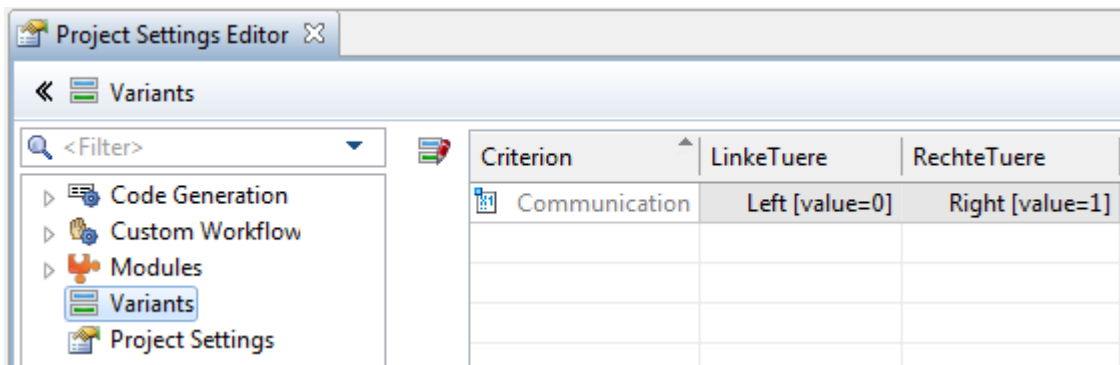 Project Settings Editor
Variants
<Filter>
Criterion LinkeTuere RechteTuere
Code Generation
Communication Left [value=0] Right [value=1]
Custom Workflow
Modules
Variants
Project Settings